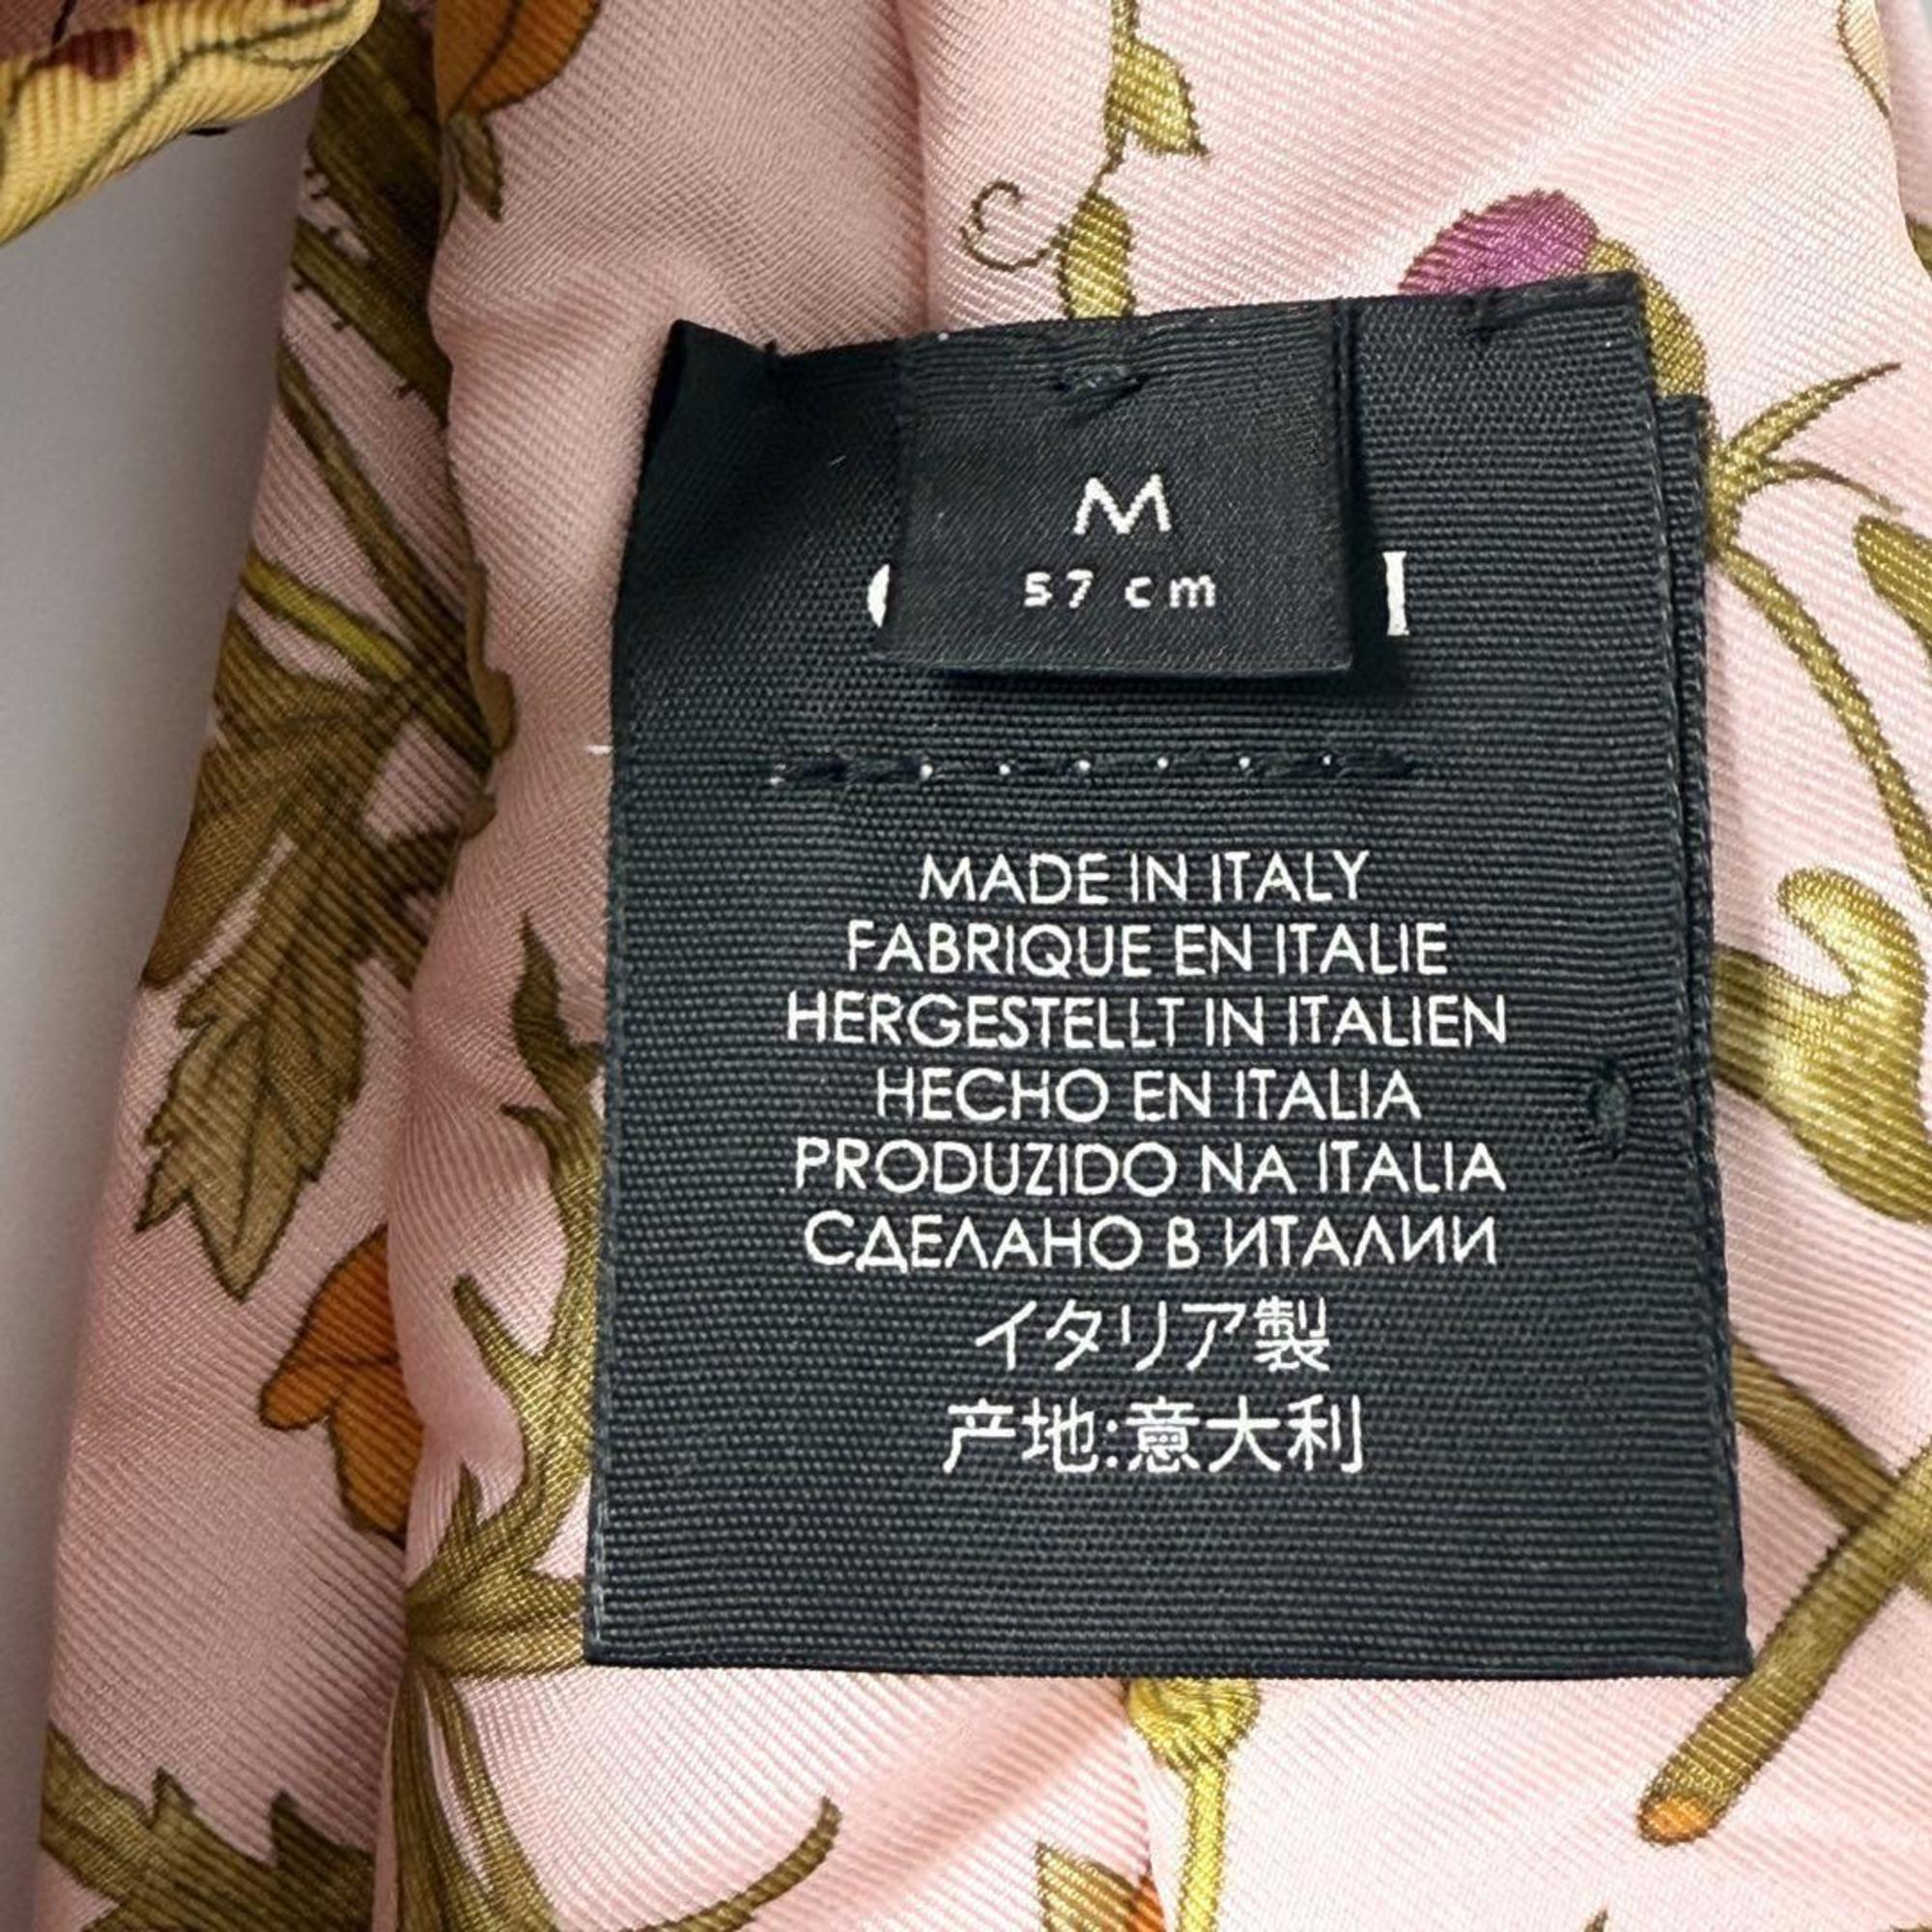 M
57 cm
MADE IN ITALY
FABRIQUE EN ITALIE
HERGESTELLT IN ITALIEN
HECHO EN ITALIA
PRODUZIDO NA ITALIA
СДЕЛАНО В ИТАЛИИ
イタリア製
产地:意大利